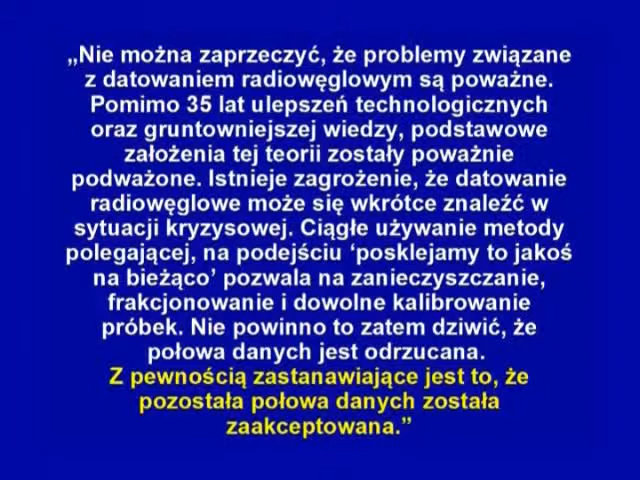 „Nie można zaprzeczyć, że problemy związane
z datowaniem radiowęglowym są poważne.
Pomimo 35 lat ulepszeń technologicznych
oraz gruntowniejszej wiedzy, podstawowe
założenia tej teorii zostały poważnie
podważone. Istnieje zagrożenie, że datowanie
radiowęglowe może się wkrótce znaleźć w
sytuacji kryzysowej. Ciągłe używanie metody
polegającej, na podejściu ‘posklejamy to jakoś
na bieżąco’ pozwala na zanieczyszczanie,
frakcjonowanie i dowolne kalibrowanie
próbek. Nie powinno to zatem dziwić, że
połowa danych jest odrzucana.
Z pewnością zastanawiające jest to, że
pozostała połowa danych została
zaakceptowana.”